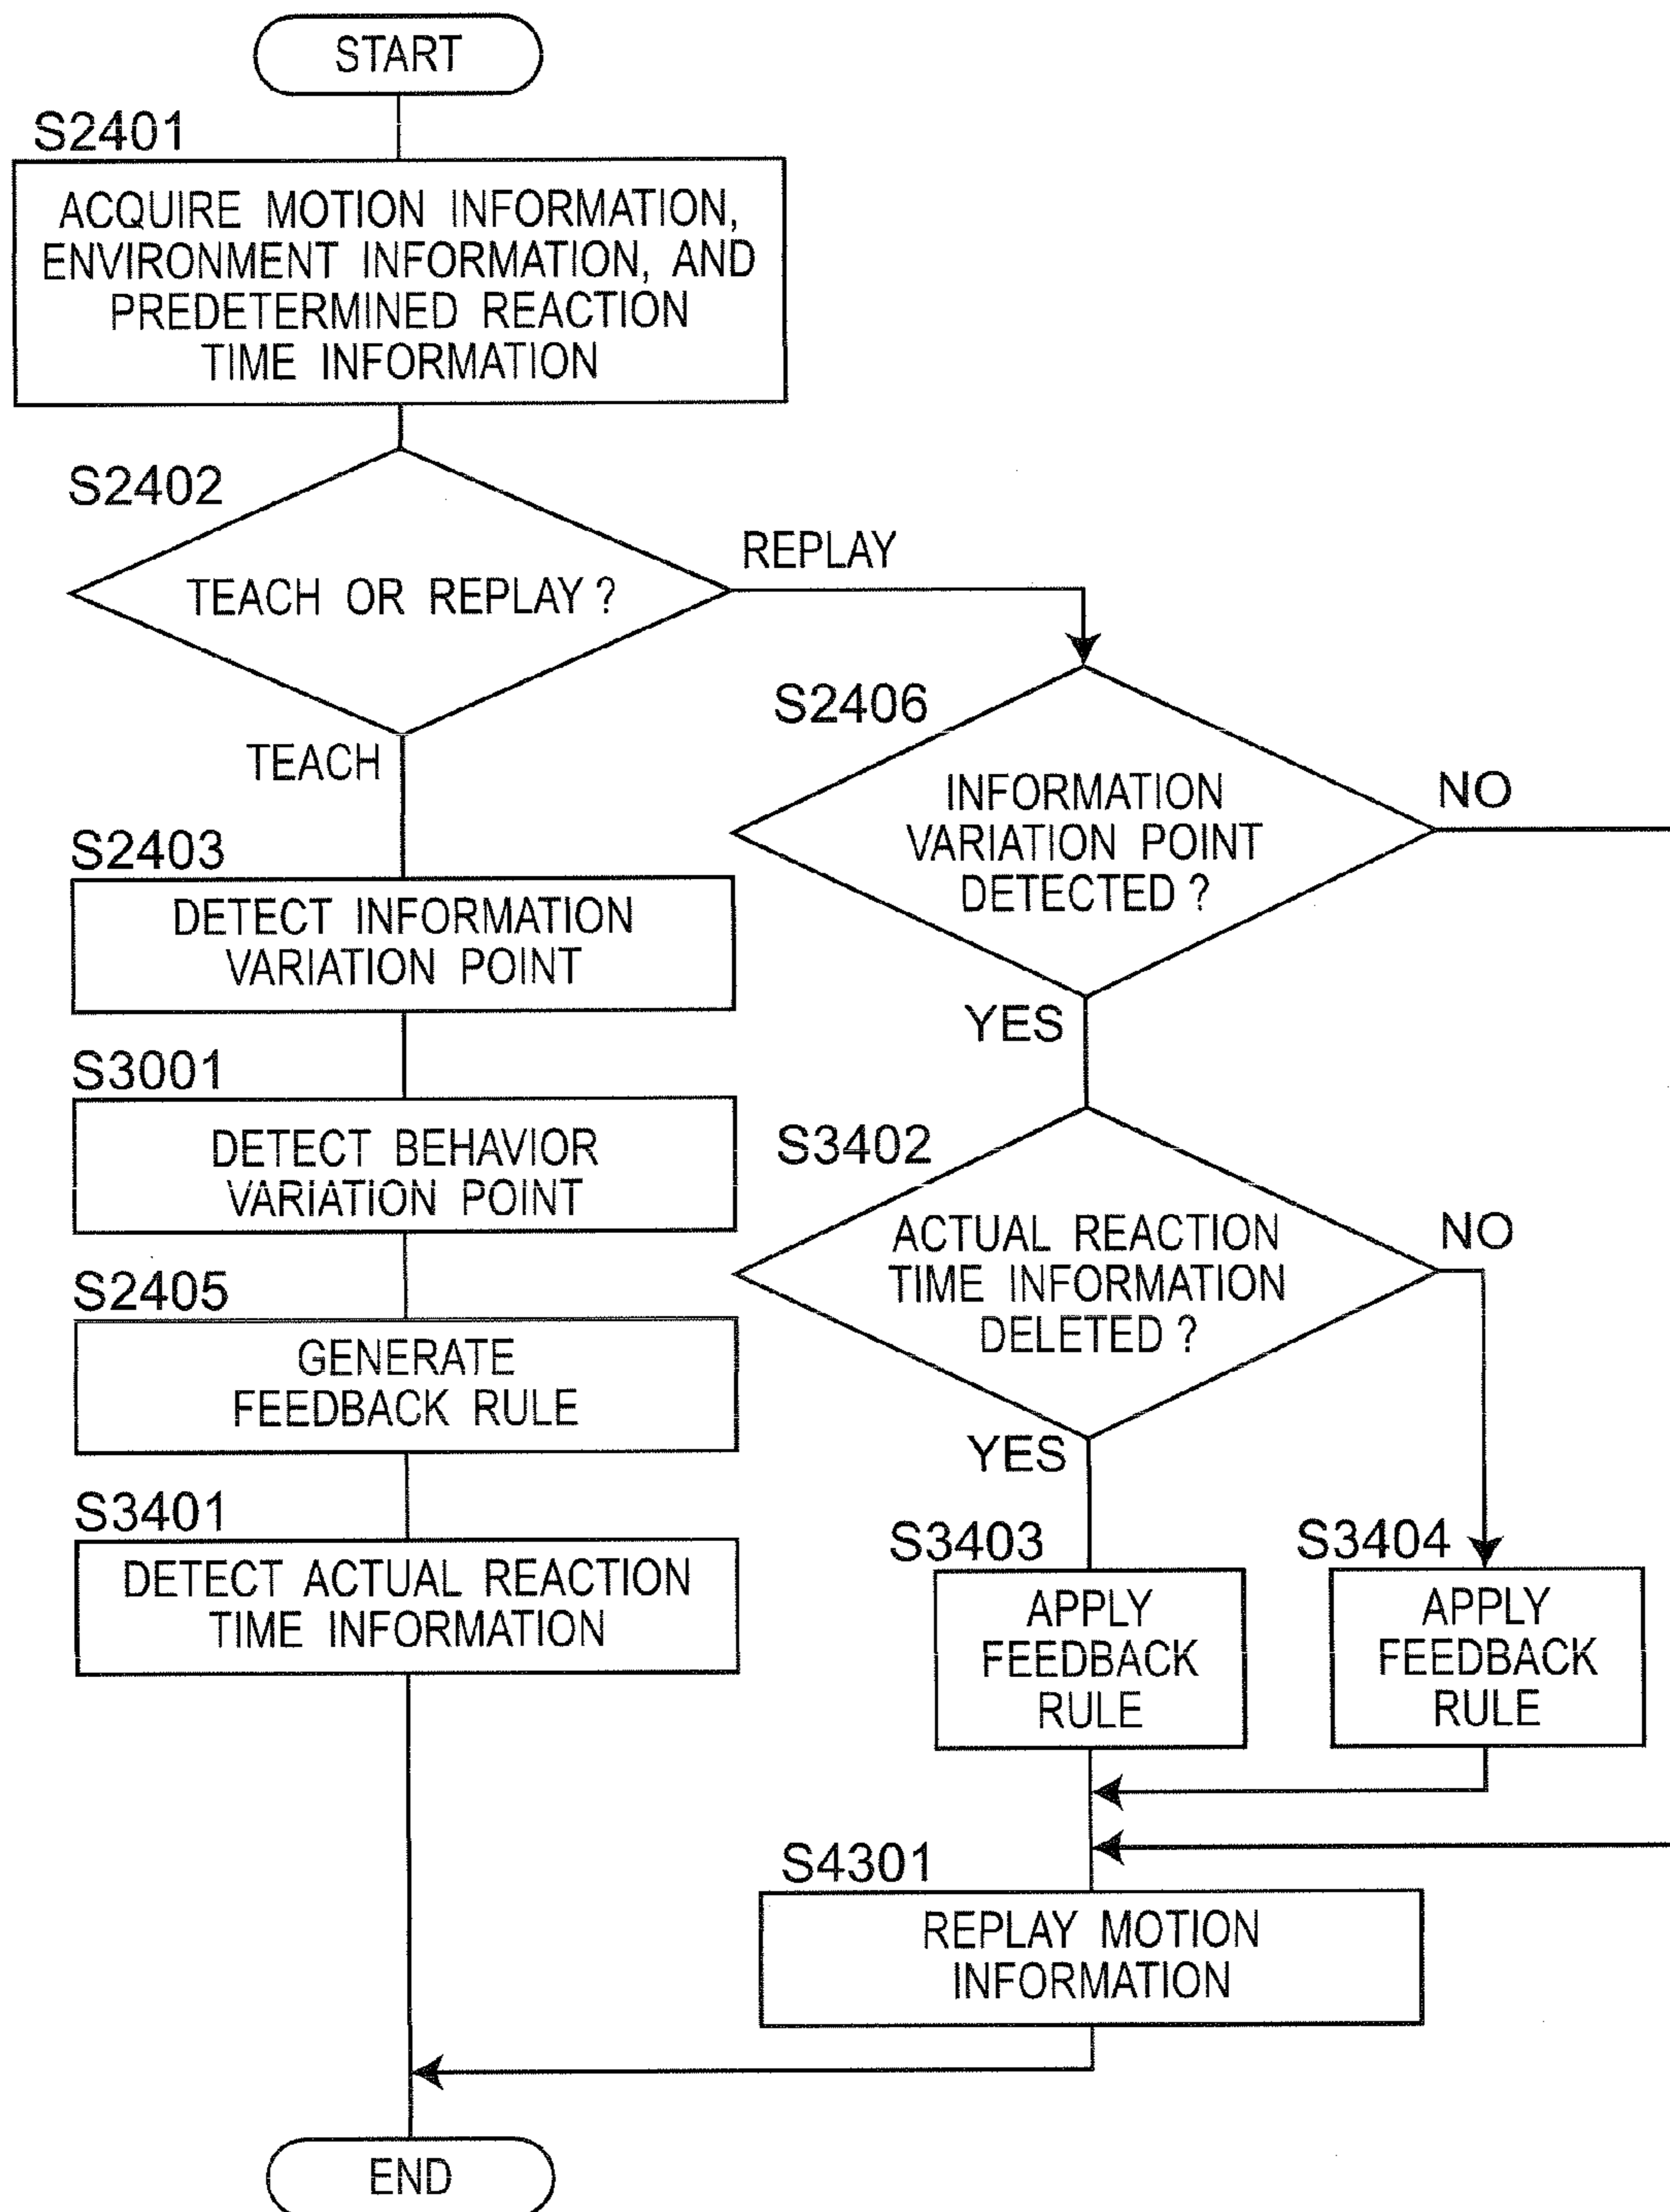 START
S2401
ACQUIRE MOTION INFORMATION,
ENVIRONMENT INFORMATION, AND
PREDETERMINED REACTION
TIME INFORMATION
S2402
TEACH OR REPLAY ?
REPLAY
TEACH
S2403
DETECT INFORMATION
VARIATION POINT
S3001
DETECT BEHAVIOR
VARIATION POINT
S2405
GENERATE
FEEDBACK RULE
S3401
DETECT ACTUAL REACTION
TIME INFORMATION
S2406
INFORMATION
VARIATION POINT
DETECTED ?
NO
YES
S3402
ACTUAL REACTION
TIME INFORMATION
DELETED ?
NO
YES
S3403
APPLY
FEEDBACK
RULE
S3404
APPLY
FEEDBACK
RULE
S4301
REPLAY MOTION
INFORMATION
END